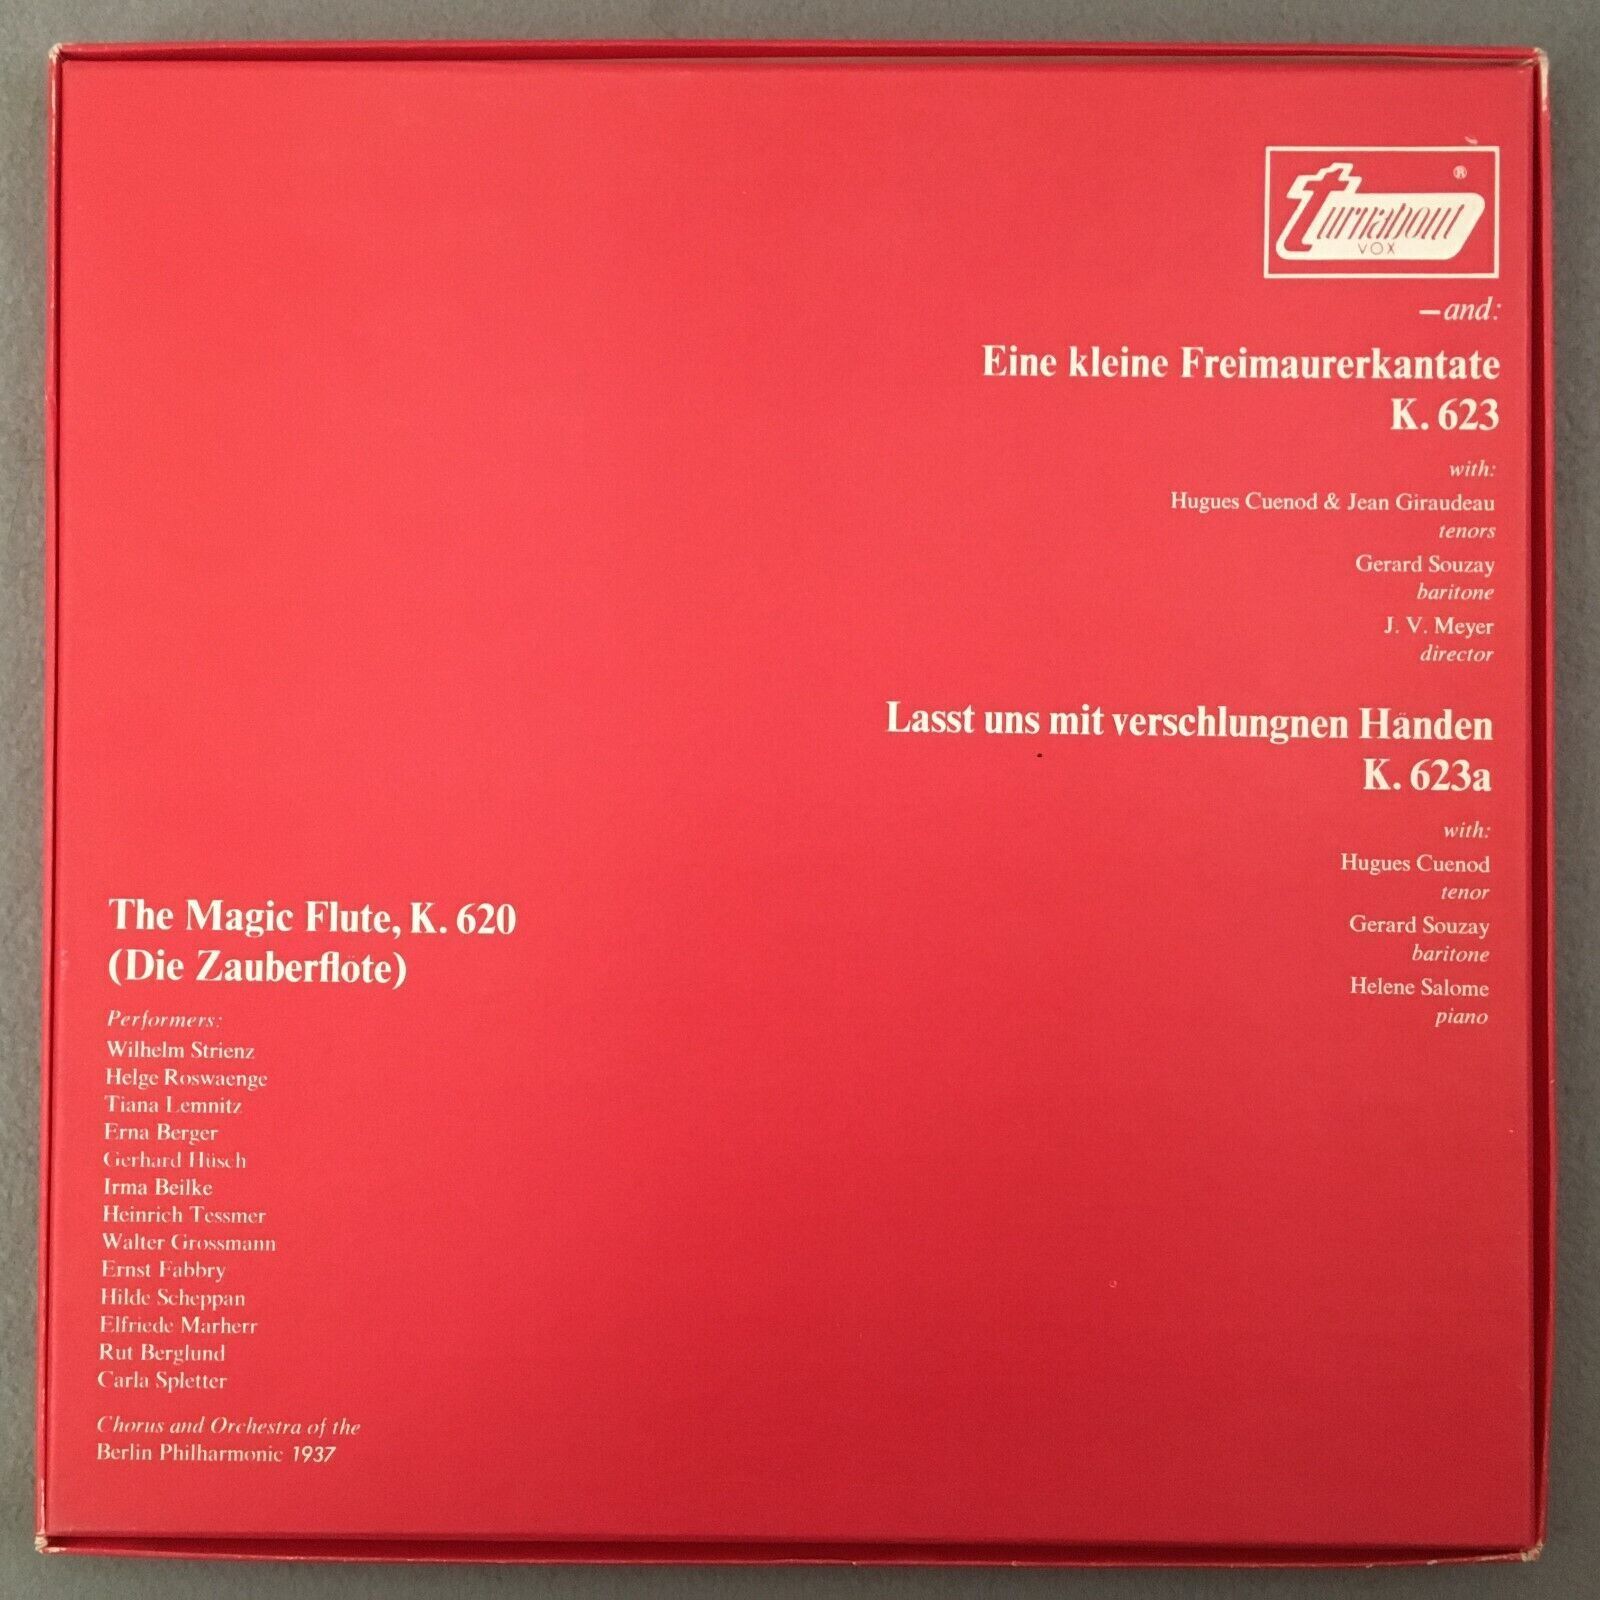 turnabout ®
VOX
—and:
Eine kleine Freimaurerkantate
K. 623
with:
Hugues Cuenod & Jean Giraudeau
tenors
Gerard Souzay
baritone
J. V. Meyer
director
Lasst uns mit verschlungnen Händen
K. 623a
with:
Hugues Cuenod
tenor
Gerard Souzay
baritone
Helene Salome
piano
The Magic Flute, K. 620
(Die Zauberflöte)
Performers:
Wilhelm Strienz
Helge Roswaenge
Tiana Lemnitz
Erna Berger
Gerhard Hüsch
Irma Beilke
Heinrich Tessmer
Walter Grossmann
Ernst Fabbry
Hilde Scheppan
Elfriede Marherr
Rut Berglund
Carla Spletter
Chorus and Orchestra of the
Berlin Philharmonic 1937